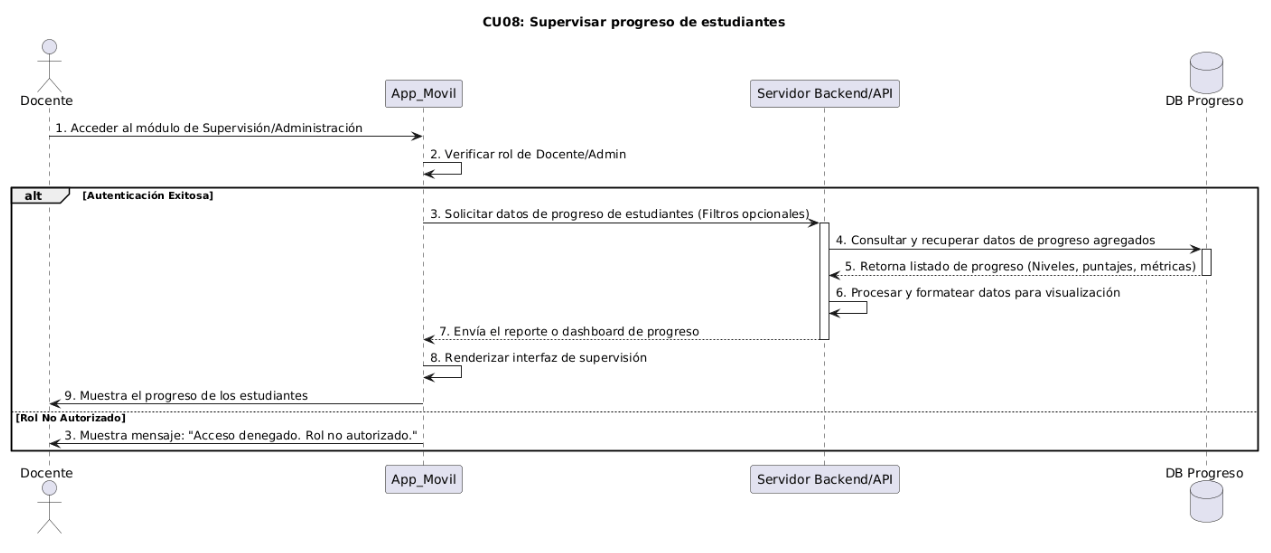 CU08: Supervisar progreso de estudiantes
Docente
App_Movil
Servidor Backend/API
DB Progreso
1. Acceder al módulo de Supervisión/Administración
2. Verificar rol de Docente/Admin
alt
[Autenticación Exitosa]
3. Solicitar datos de progreso de estudiantes (Filtros opcionales)
4. Consultar y recuperar datos de progreso agregados
5. Retorna listado de progreso (Niveles, puntajes, métricas)
6. Procesar y formatear datos para visualización
7. Envía el reporte o dashboard de progreso
8. Renderizar interfaz de supervisión
9. Muestra el progreso de los estudiantes
[Rol No Autorizado]
3. Muestra mensaje: "Acceso denegado. Rol no autorizado."
Docente
App_Movil
Servidor Backend/API
DB Progreso